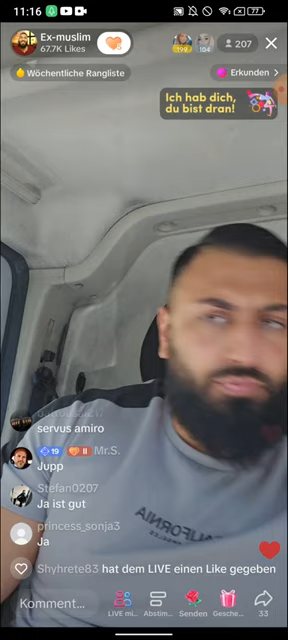 11:16
77
Ex-muslim
67.7K Likes
199
104
207
Wöchentliche Rangliste
Erkunden
Ich hab dich,
du bist dran!
servus amiro
19
II
Mr.S.
Jupp
Stefan0207
Ja ist gut
princess_sonja3
Ja
Shyhrete83 hat dem LIVE einen Like gegeben
CALIFORNIA
Komment...
LIVE mi...
Abstim...
Senden
Gesche...
33